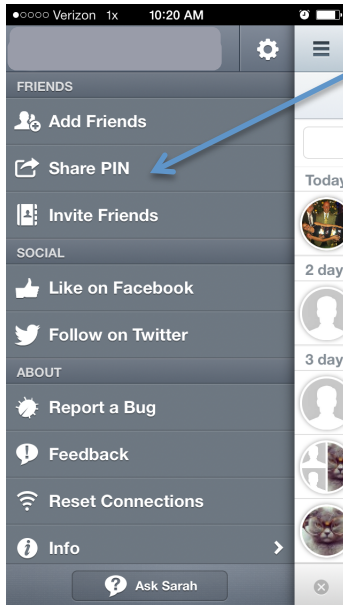 Verizon 1x 10:20 AM
FRIENDS
Add Friends
Share PIN
Invite Friends
SOCIAL
Like on Facebook
Follow on Twitter
ABOUT
Report a Bug
Feedback
Reset Connections
Info
Ask Sarah
Today
2 day
3 day